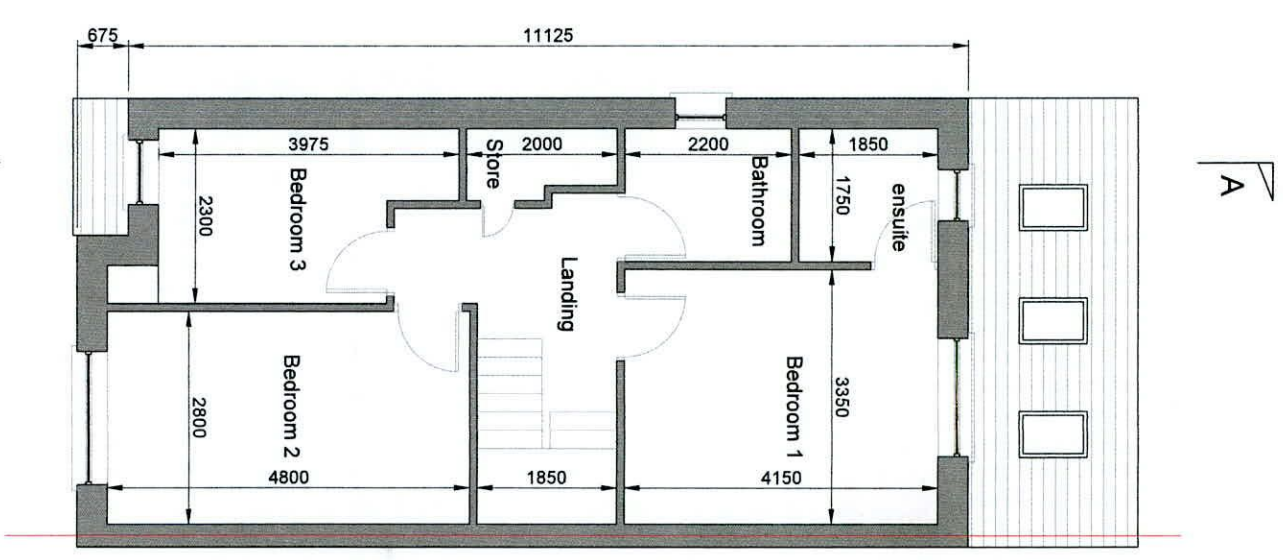 675
11125
3975
2000
2200
1850
Store
Bathroom
ensuite
1750
2300
Bedroom 3
Landing
A
Bedroom 2
2800
Bedroom 1
3350
4800
1850
4150